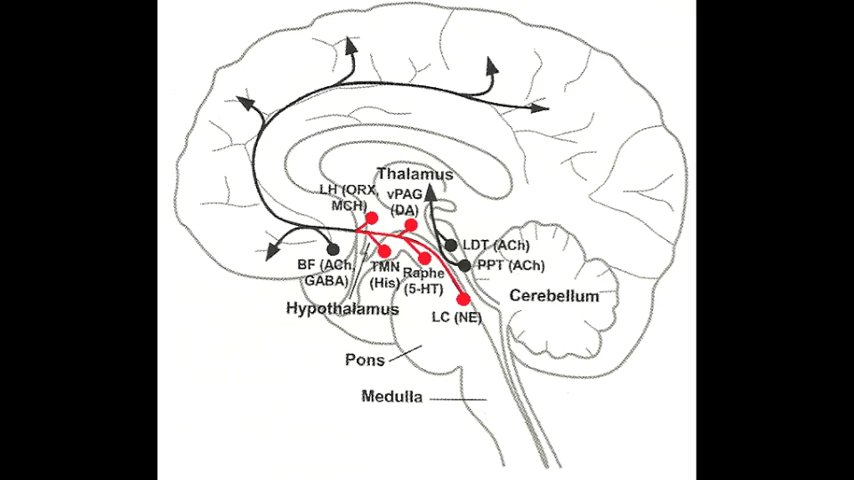 Thalamus
LH (ORX,
MCH)
vPAG
(DA)
LDT (ACh)
PPT (ACh)
BF (ACh,
GABA)
TMN
(His)
Raphe
(5-HT)
Cerebellum
Hypothalamus
LC (NE)
Pons
Medulla